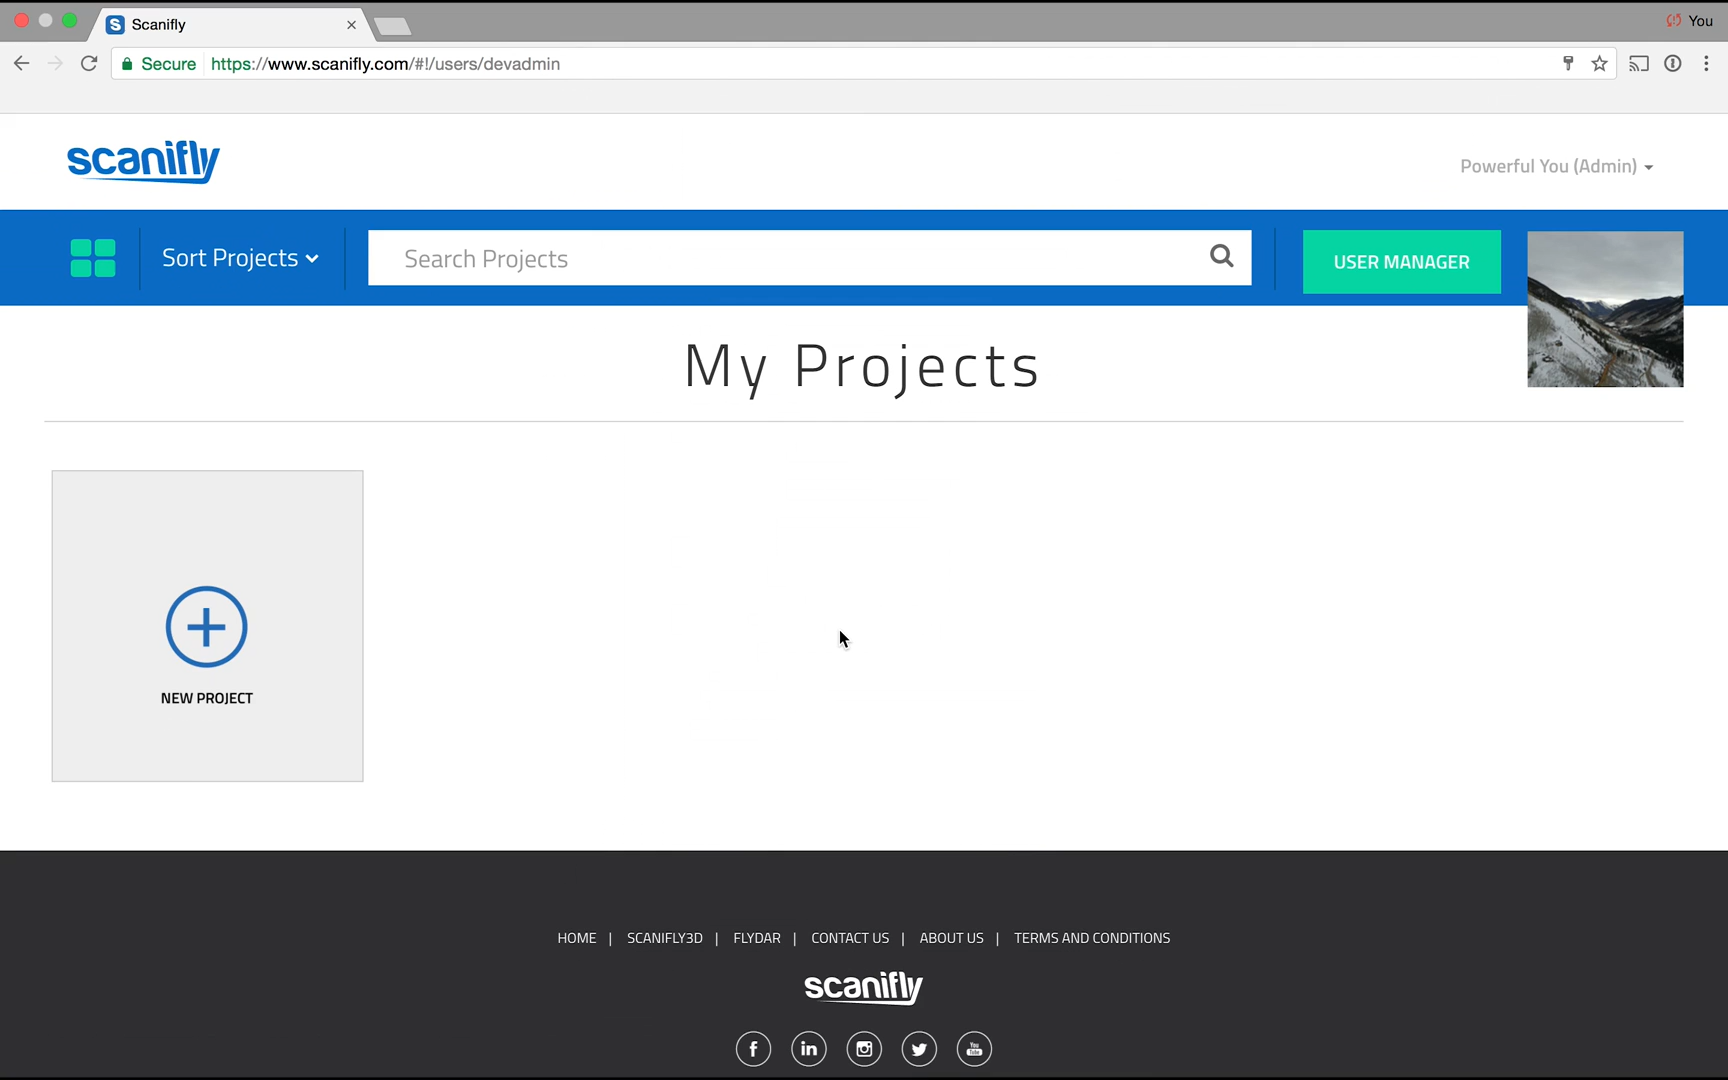 Scanifly
You
Secure https://www.scanifly.com/#!/users/devadmin
scanifly
Powerful You (Admin)
Sort Projects
Search Projects
USER MANAGER
My Projects
NEW PROJECT
HOME | SCANIFLY3D | FLYDAR | CONTACT US | ABOUT US | TERMS AND CONDITIONS
scanifly